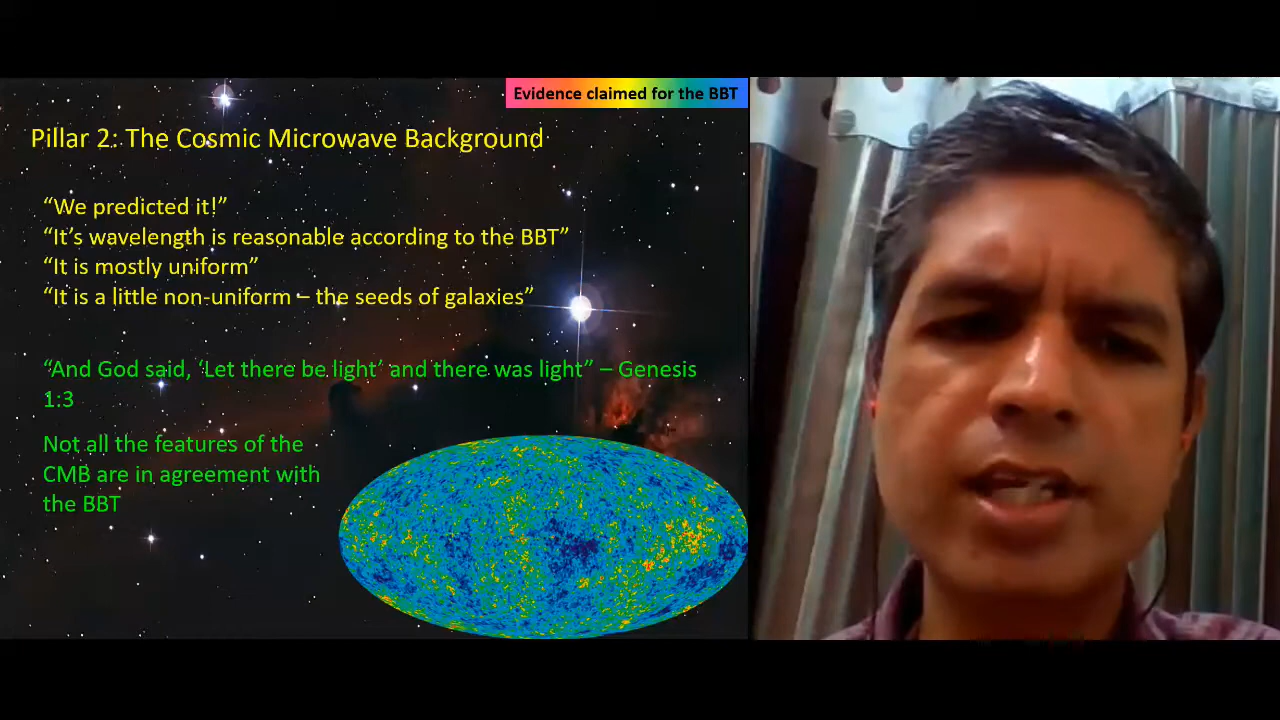 Evidence claimed for the BBT
Pillar 2: The Cosmic Microwave Background
“We predicted it!”
“It’s wavelength is reasonable according to the BBT”
“It is mostly uniform”
“It is a little non-uniform – the seeds of galaxies”
“And God said, ‘Let there be light’ and there was light” – Genesis
1:3
Not all the features of the
CMB are in agreement with
the BBT